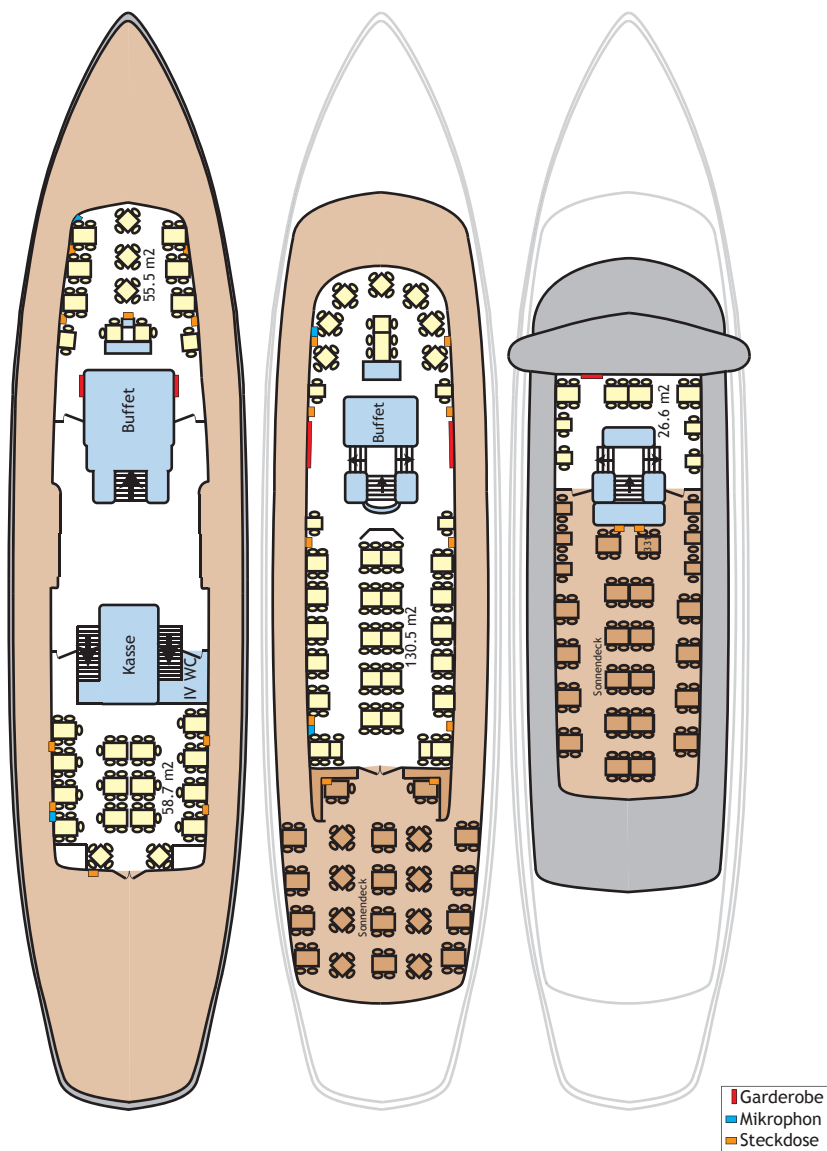 55.5 m2
Buffet
Kasse
IV WC
58.7 m2
Buffet
130.5 m2
Sonnendeck
26.6 m2
331
Sonnendeck
Garderobe
Mikrophon
Steckdose